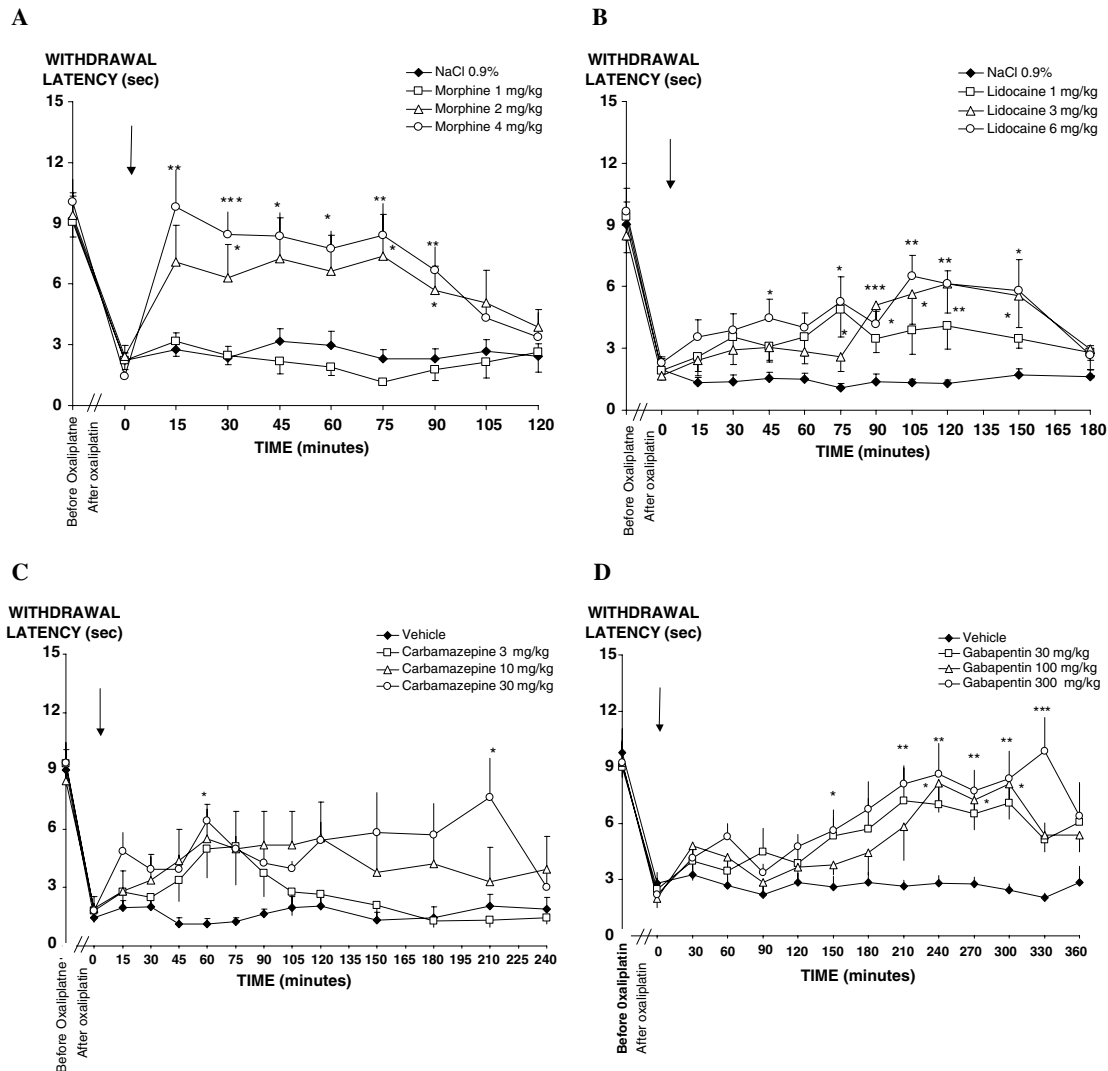 A
WITHDRAWAL
LATENCY (sec)
NaCl 0.9%
Morphine 1 mg/kg
Morphine 2 mg/kg
Morphine 4 mg/kg
15
12
9
6
3
0
** *** * * ** **
* * *
0 15 30 45 60 75 90 105 120
TIME (minutes)
Before Oxaliplatne
After oxaliplatin
B
WITHDRAWAL
LATENCY (sec)
NaCl 0.9%
Lidocaine 1 mg/kg
Lidocaine 3 mg/kg
Lidocaine 6 mg/kg
15
12
9
6
3
0
* * *** ** ** *
* * * ** *
0 15 30 45 60 75 90 105 120 135 150 165 180
TIME (minutes)
Before Oxaliplatne
After oxaliplatin
C
WITHDRAWAL
LATENCY (sec)
Vehicle
Carbamazepine 3 mg/kg
Carbamazepine 10 mg/kg
Carbamazepine 30 mg/kg
15
12
9
6
3
0
* *
0 15 30 45 60 75 90 105 120 135 145 150 165 180 195 210 225 240
TIME (minutes)
Before Oxaliplatne'
After oxaliplatin
D
WITHDRAWAL
LATENCY (sec)
Vehicle
Gabapentin 30 mg/kg
Gabapentin 100 mg/kg
Gabapentin 300 mg/kg
15
12
9
6
3
0
* ** ** ** ** ***
* * *
0 30 60 90 120 150 180 210 240 270 300 330 360
TIME (minutes)
Before Oxaliplatin
After oxaliplatin